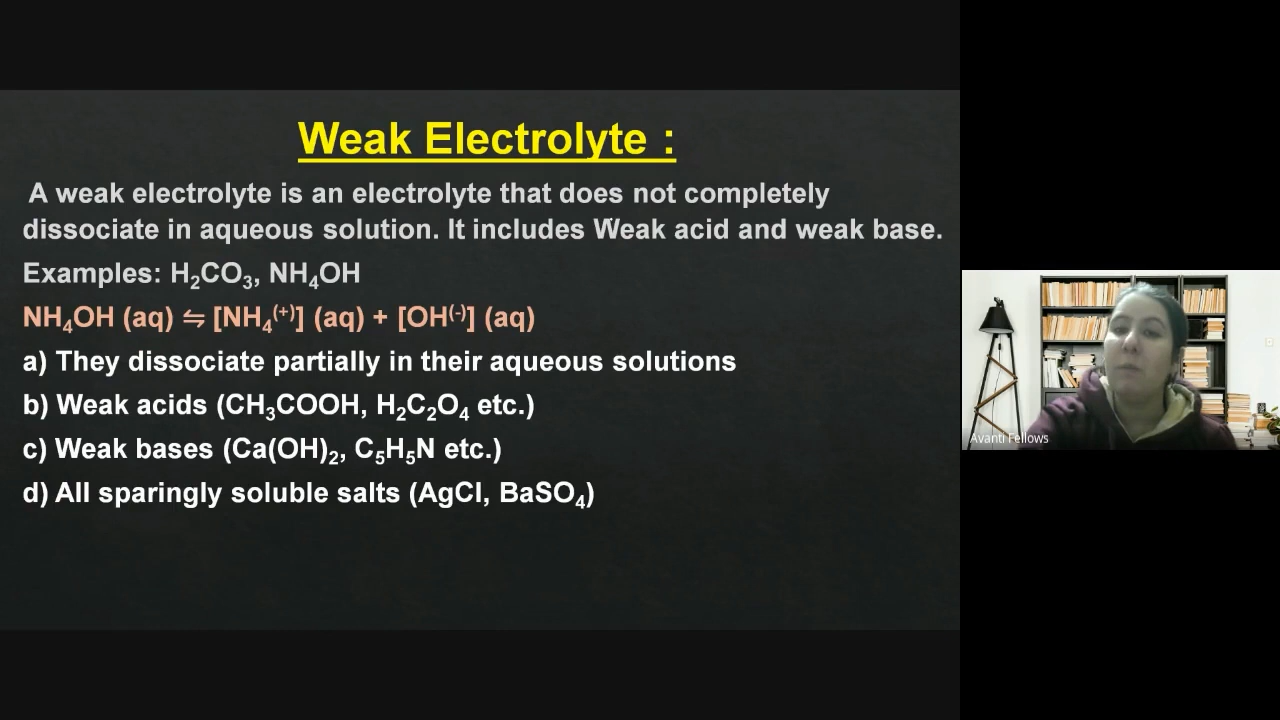 Weak Electrolyte :
A weak electrolyte is an electrolyte that does not completely
dissociate in aqueous solution. It includes Weak acid and weak base.
Examples: H₂CO₃, NH₄OH
NH₄OH (aq) ⇋ [NH₄⁽⁺⁾] (aq) + [OH⁽⁻⁾] (aq)
a) They dissociate partially in their aqueous solutions
b) Weak acids (CH₃COOH, H₂C₂O₄ etc.)
c) Weak bases (Ca(OH)₂, C₅H₅N etc.)
d) All sparingly soluble salts (AgCl, BaSO₄)
Avanti Fellows